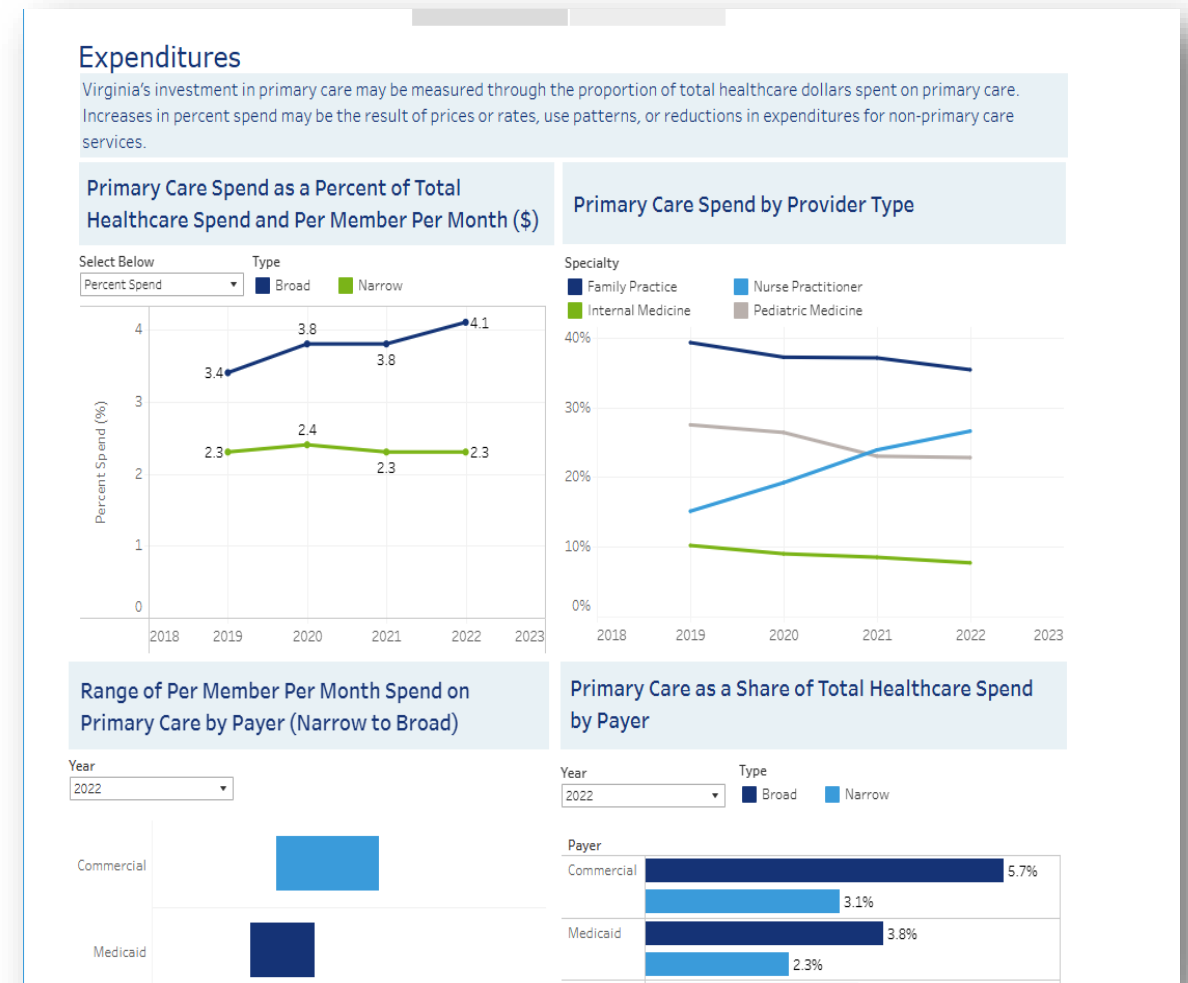 Expenditures
Virginia's investment in primary care may be measured through the proportion of total healthcare dollars spent on primary care.
Increases in percent spend may be the result of prices or rates, use patterns, or reductions in expenditures for non-primary care
services.
Primary Care Spend as a Percent of Total
Healthcare Spend and Per Member Per Month ($)
Select Below
Type
Percent Spend
Broad
Narrow
Percent Spend (%)
4
3
2
1
0
3.4
3.8
3.8
4.1
2.3
2.4
2.3
2.3
2018 2019 2020 2021 2022 2023
Primary Care Spend by Provider Type
Specialty
Family Practice
Nurse Practitioner
Internal Medicine
Pediatric Medicine
40%
30%
20%
10%
0%
2018 2019 2020 2021 2022 2023
Range of Per Member Per Month Spend on
Primary Care by Payer (Narrow to Broad)
Year
2022
Commercial
Medicaid
Primary Care as a Share of Total Healthcare Spend
by Payer
Year
Type
2022
Broad
Narrow
Payer
Commercial
5.7%
3.1%
Medicaid
3.8%
2.3%